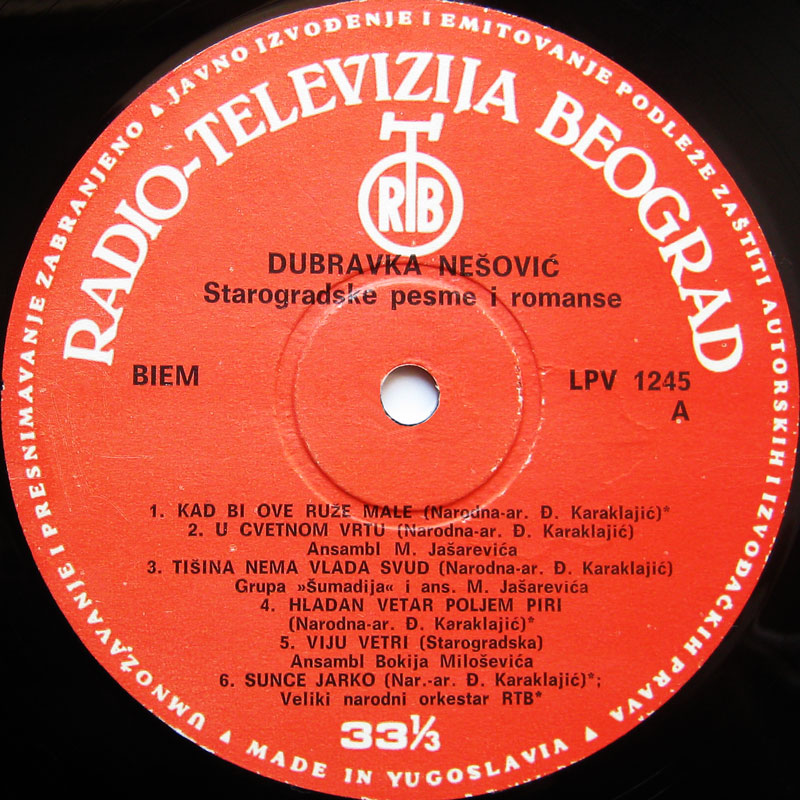 UMNOŽAVANJE I PRESNIMAVANJE ZABRANJENO ▲ JAVNO IZVOĐENJE I EMITOVANJE PODLEŽE ZAŠTITI AUTORSKIH I IZVOĐAČKIH PRAVA ▲
RADIO-TELEVIZIJA BEOGRAD
RTB
DUBRAVKA NEŠOVIĆ
Starogradske pesme i romanse
BIEM
LPV 1245
A
1. KAD BI OVE RUŽE MALE (Narodna-ar. Đ. Karaklajić)*
2. U CVETNOM VRTU (Narodna-ar. Đ. Karaklajić)
Ansambl M. Jašarevića
3. TIŠINA NEMA VLADA SVUD (Narodna-ar. Đ. Karaklajić)
Grupa »Šumadija« i ans. M. Jašarevića
4. HLADAN VETAR POLJEM PIRI
(Narodna-ar. Đ. Karaklajić)*
5. VIJU VETRI (Starogradska)
Ansambl Bokija Miloševića
6. SUNCE JARKO (Nar.-ar. Đ. Karaklajić)*;
Veliki narodni orkestar RTB*
33⅓
▲ MADE IN YUGOSLAVIA ▲